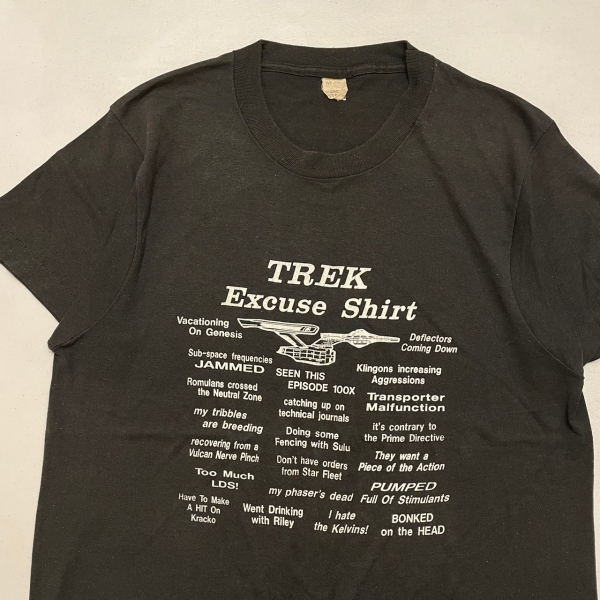 TREK
Excuse Shirt
Vacationing
On Genesis
Deflectors
Coming Down
Sub-space frequencies
JAMMED
SEEN THIS
EPISODE 100X
Klingons increasing
Aggressions
Romulans crossed
the Neutral Zone
catching up on
technical journals
Transporter
Malfunction
my tribbles
are breeding
Doing some
Fencing with Sulu
it's contrary to
the Prime Directive
recovering from a
Vulcan Nerve Pinch
Don't have orders
from Star Fleet
They want a
Piece of the Action
Too Much
LDS!
my phaser's dead
PUMPED
Full Of Stimulants
Have To Make
A HIT On
Kracko
Went Drinking
with Riley
I hate
the Kelvins!
BONKED
on the HEAD